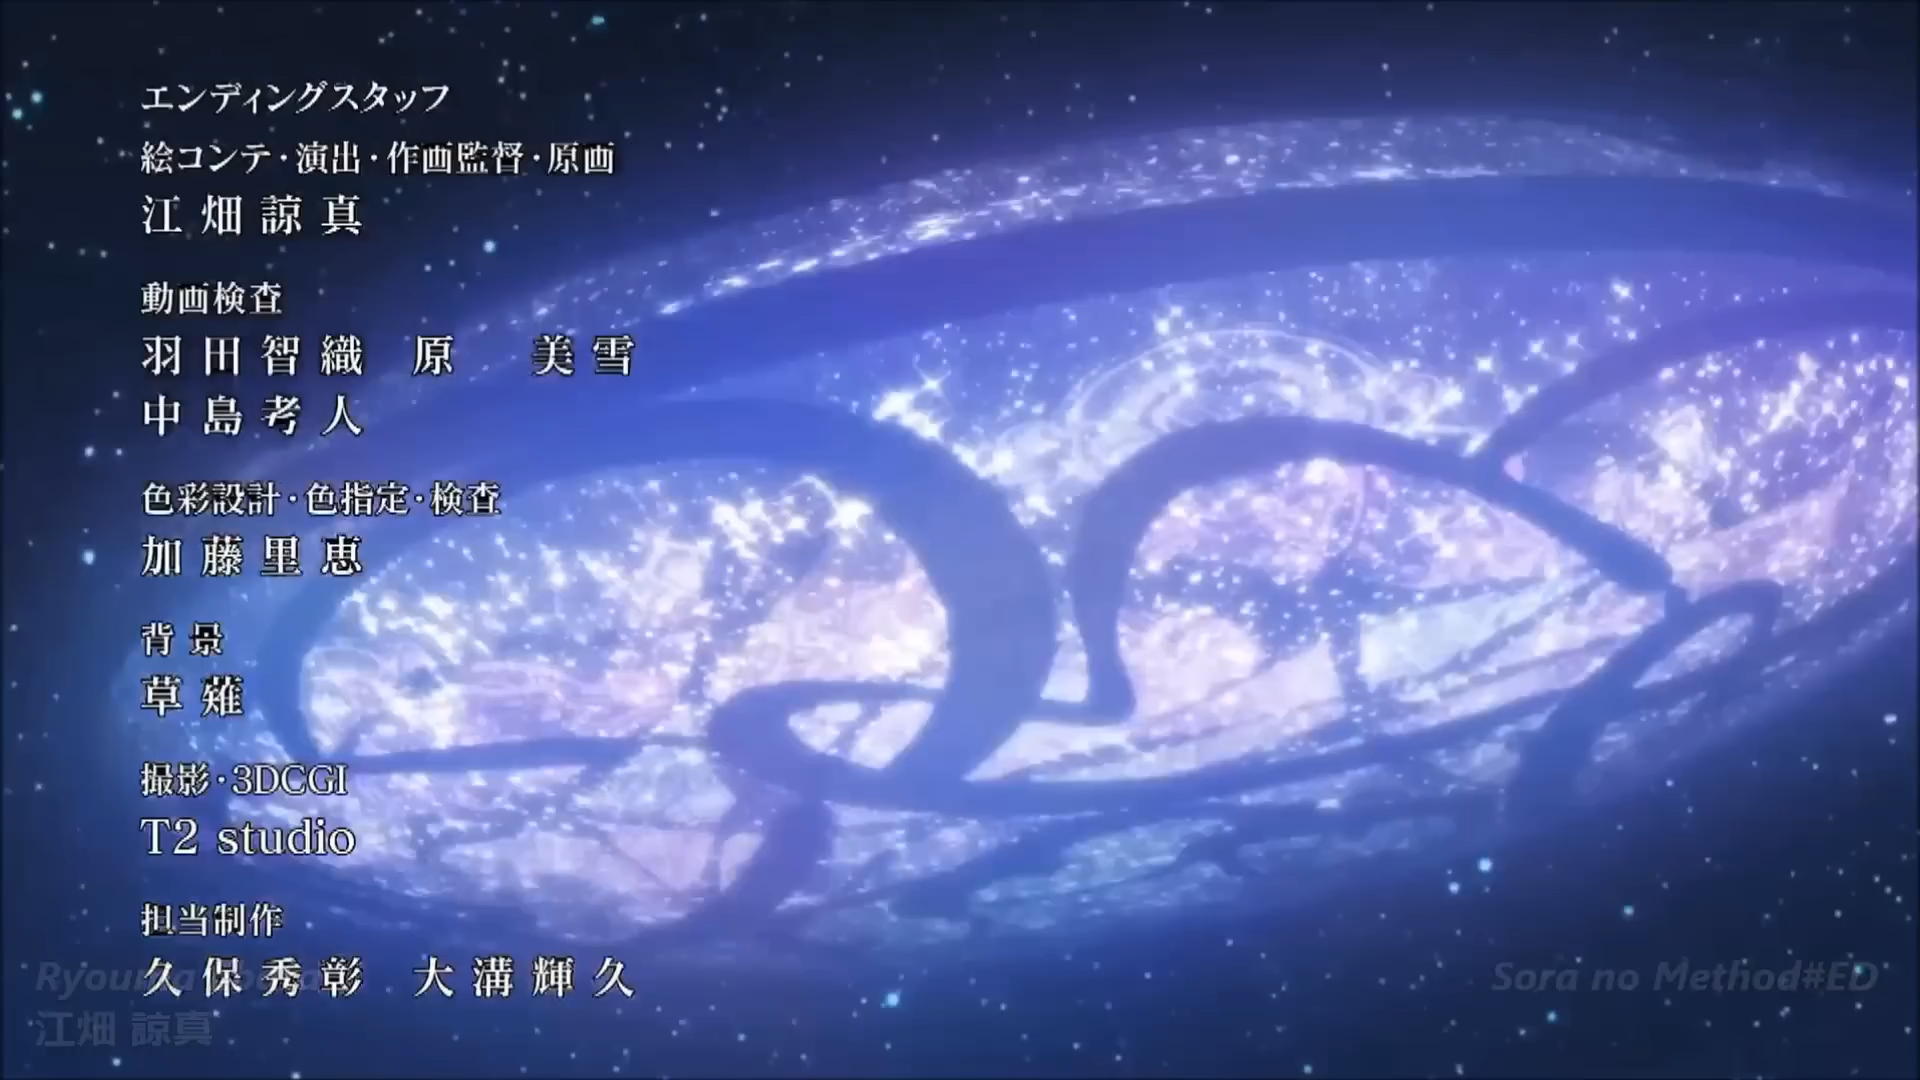 エンディングスタッフ
絵コンテ・演出・作画監督・原画
江畑諒真
動画検査
羽田智織 原 美雪
中島考人
色彩設計・色指定・検査
加藤里恵
背景
草薙
撮影・3DCGI
T2 studio
担当制作
久保秀彰 大溝輝久
Sora no Method#ED
江畑 諒真